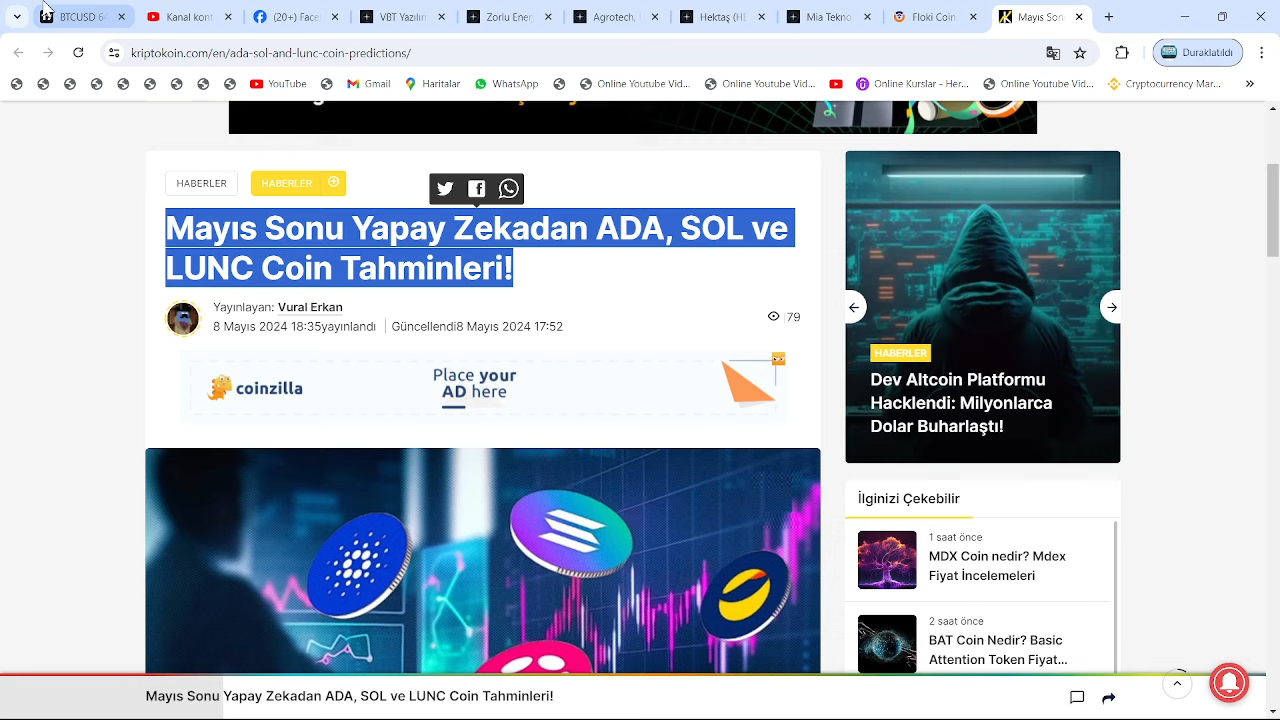 BTCUSD 6
Kanal kon
(20+
VBT Yazılım
Zorlu Ener
Agrotech
Hektaş (HE
Mia Tekno
Floki Coin
Mayıs Son
kriptokoin.com/en/ada-sol-and-lunc-coin-predictions/
Duraklatıldı
YouTube
Gmail
Haritalar
WhatsApp
Online Youtube Vid...
Online Youtube Vid...
Online Kurslar - Her...
Online Youtube Vid...
Cryptocurrency Mar...
HABERLER
HABERLER
Mayıs Sonu Yapay Zekadan ADA, SOL ve
LUNC Coin Tahminleri!
Yayınlayan: Vural Erkan
8 Mayıs 2024 18:35yayınlandı | Güncellendi8 Mayıs 2024 17:52
79
coinzilla
Place your
AD here
HABERLER
Dev Altcoin Platformu
Hacklendi: Milyonlarca
Dolar Buharlaştı!
İlginizi Çekebilir
1 saat önce
MDX Coin nedir? Mdex
Fiyat İncelemeleri
2 saat önce
BAT Coin Nedir? Basic
Attention Token Fiyat...
Mayıs Sonu Yapay Zekadan ADA, SOL ve LUNC Coin Tahminleri!